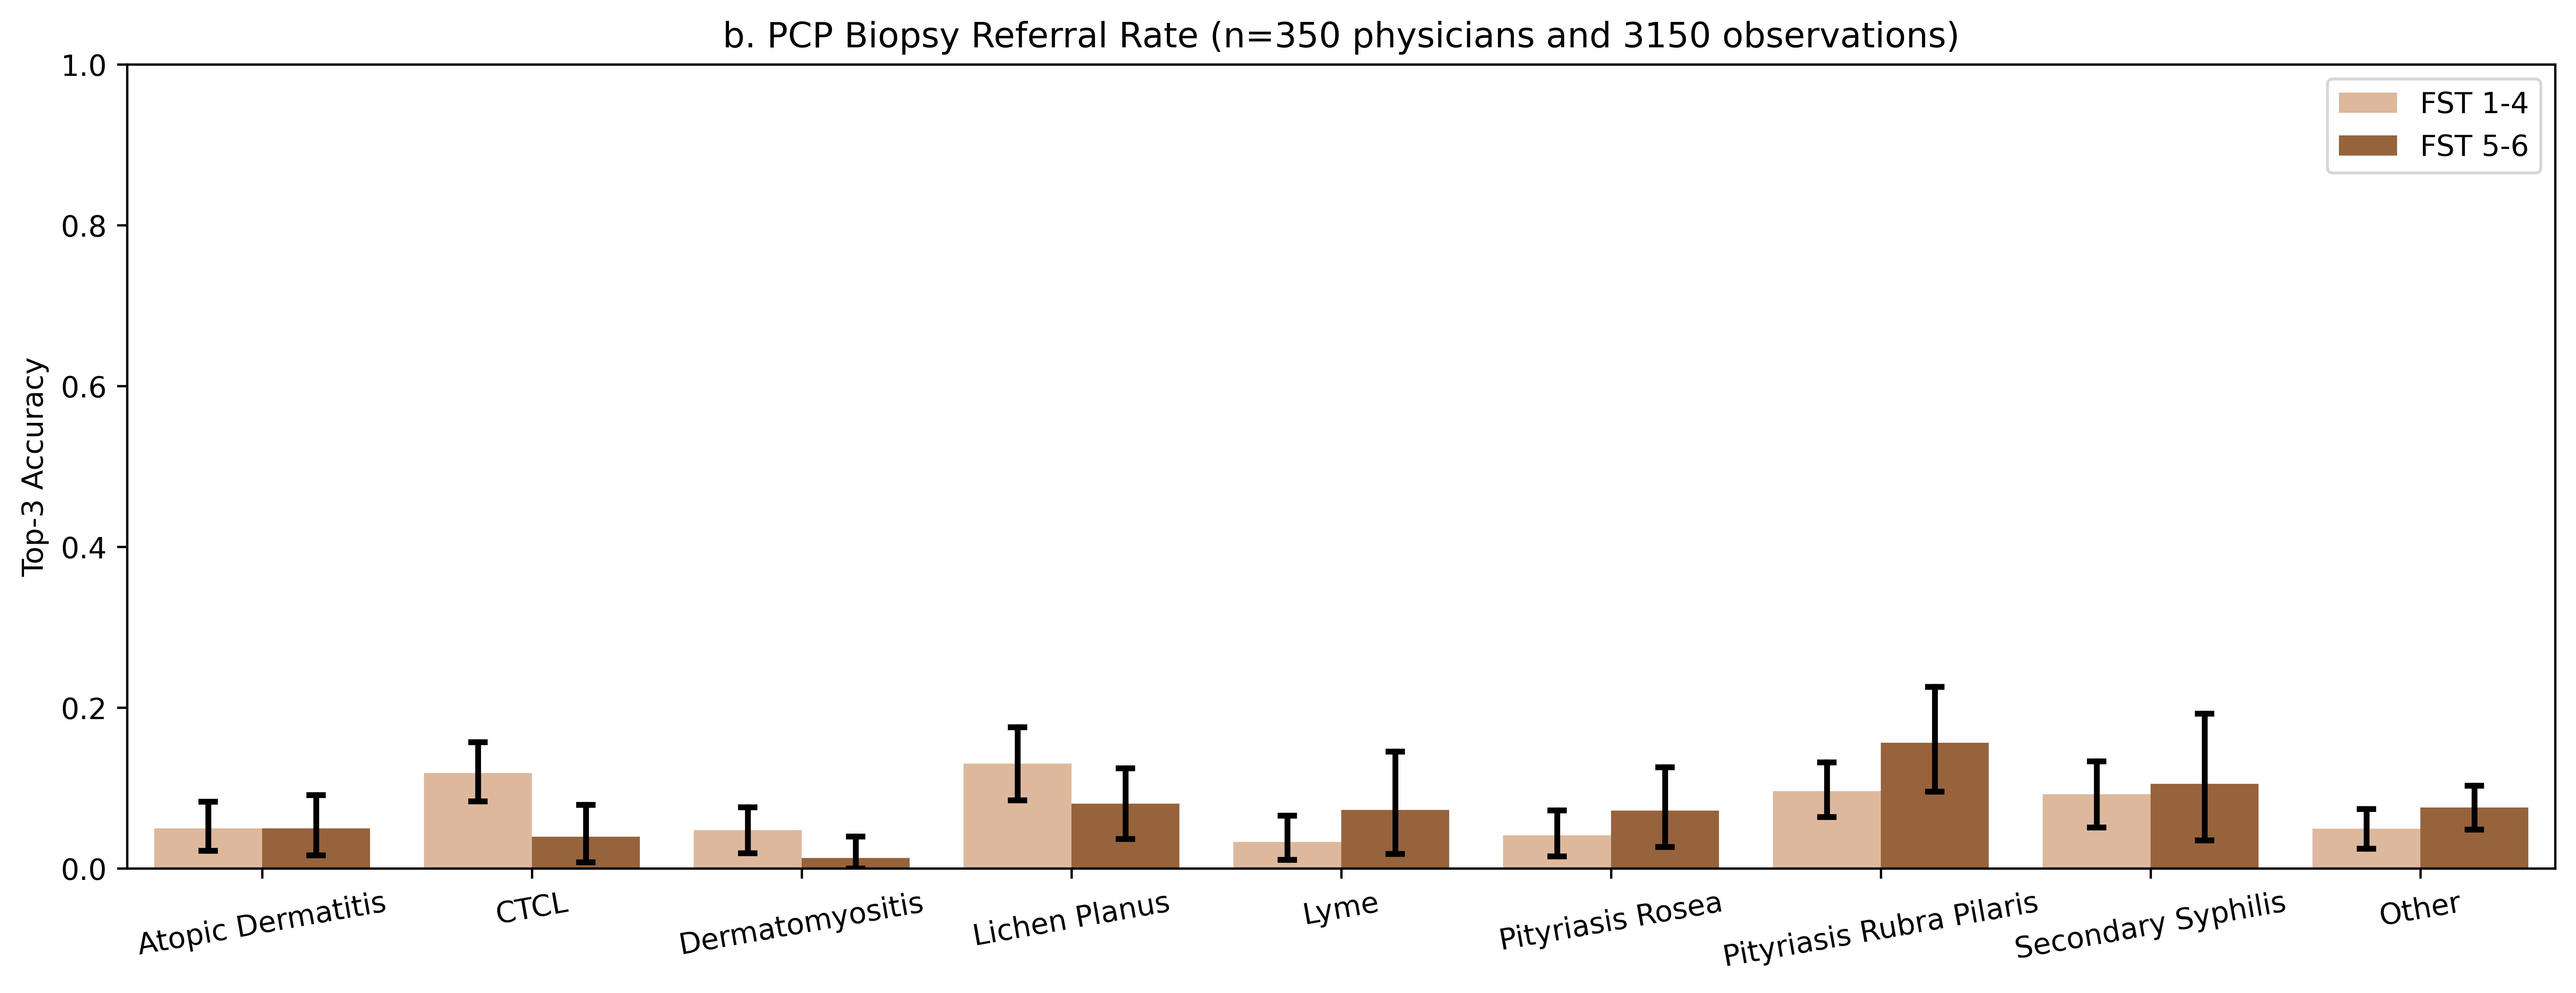 b. PCP Biopsy Referral Rate (n=350 physicians and 3150 observations)
1.0
0.8
0.6
0.4
0.2
0.0
Top-3 Accuracy
FST 1-4
FST 5-6
Atopic Dermatitis
CTCL
Dermatomyositis
Lichen Planus
Lyme
Pityriasis Rosea
Pityriasis Rubra Pilaris
Secondary Syphilis
Other